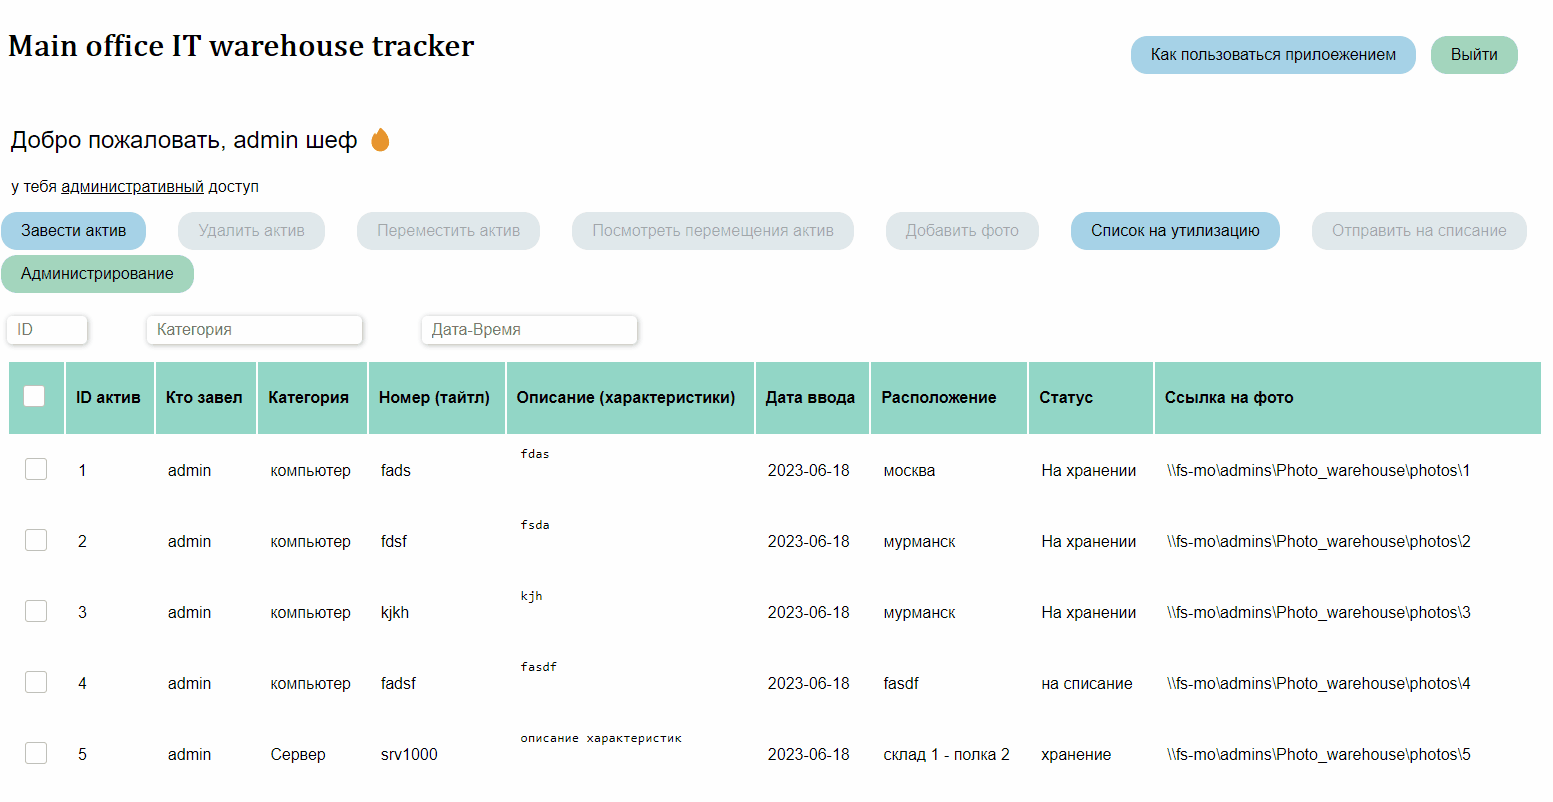 Main office IT warehouse tracker
Как пользоваться прилоежением Выйти
Добро пожаловать, admin шеф
у тебя административный доступ
Завести актив Удалить актив Переместить актив Посмотреть перемещения актив Добавить фото Список на утилизацию Отправить на списание
Администрирование
ID Категория Дата-Время
ID актив Кто завел Категория Номер (тайтл) Описание (характеристики) Дата ввода Расположение Статус Ссылка на фото
1 admin компьютер fads fdas 2023-06-18 москва На хранении \\fs-mo\admins\Photo_warehouse\photos\1
2 admin компьютер fdsf fsda 2023-06-18 мурманск На хранении \\fs-mo\admins\Photo_warehouse\photos\2
3 admin компьютер kjkh kjh 2023-06-18 мурманск На хранении \\fs-mo\admins\Photo_warehouse\photos\3
4 admin компьютер fadsf fasdf 2023-06-18 fasdf на списание \\fs-mo\admins\Photo_warehouse\photos\4
5 admin Сервер srv1000 описание характеристик 2023-06-18 склад 1 - полка 2 хранение \\fs-mo\admins\Photo_warehouse\photos\5